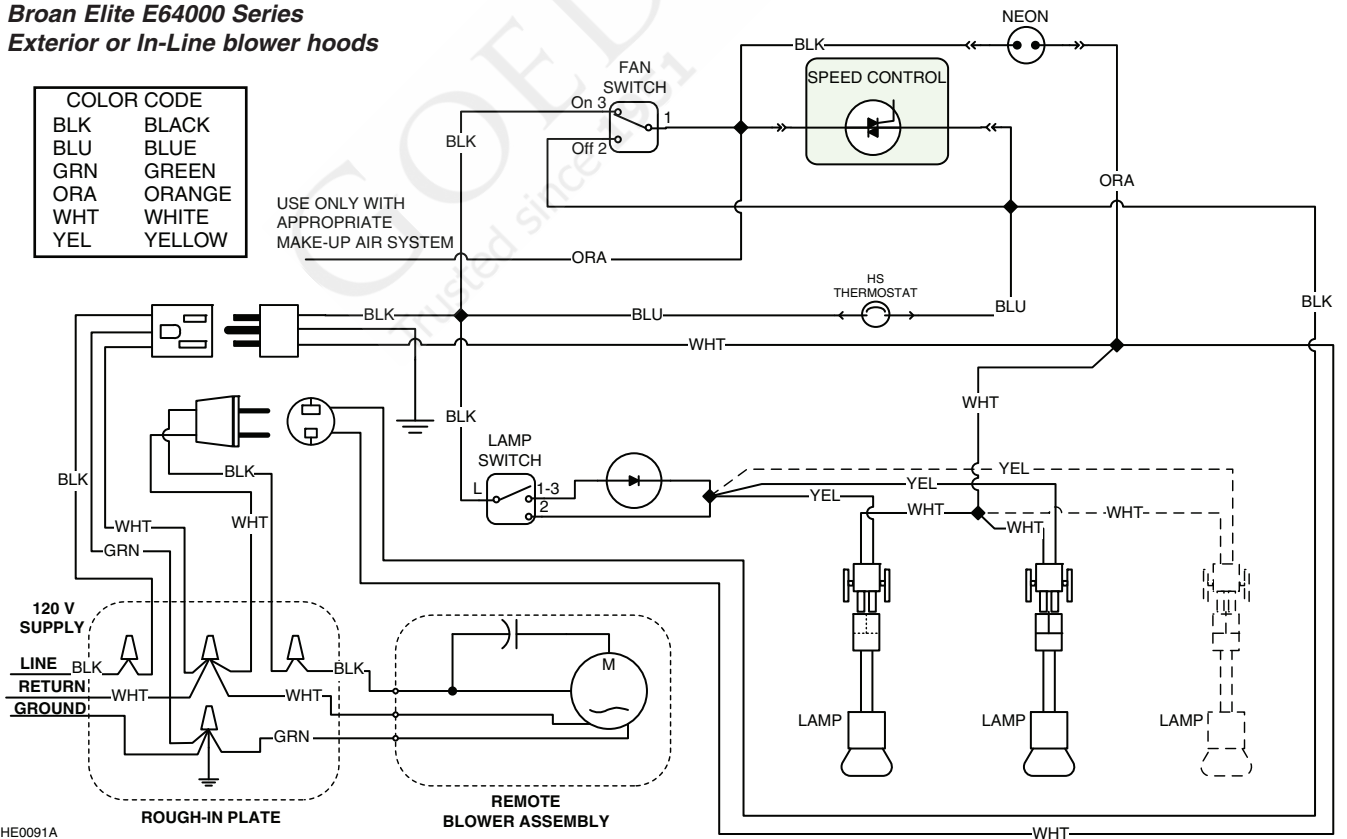 Broan Elite E64000 Series
Exterior or In-Line blower hoods
COLOR CODE
BLK BLACK
BLU BLUE
GRN GREEN
ORA ORANGE
WHT WHITE
YEL YELLOW
NEON
BLK
FAN
SWITCH
On 3
1
Off 2
SPEED CONTROL
BLK
ORA
USE ONLY WITH
APPROPRIATE
MAKE-UP AIR SYSTEM
ORA
HS
THERMOSTAT
BLK
BLU
BLU
BLK
WHT
BLK
WHT
LAMP
SWITCH
L
1-3
2
YEL
YEL
YEL
WHT
WHT
WHT
BLK
BLK
WHT
WHT
GRN
120 V
SUPPLY
LINE
BLK
RETURN
WHT
GROUND
BLK
WHT
GRN
M
LAMP
LAMP
LAMP
ROUGH-IN PLATE
REMOTE
BLOWER ASSEMBLY
WHT
HE0091A
GOED
Trusted since 1951